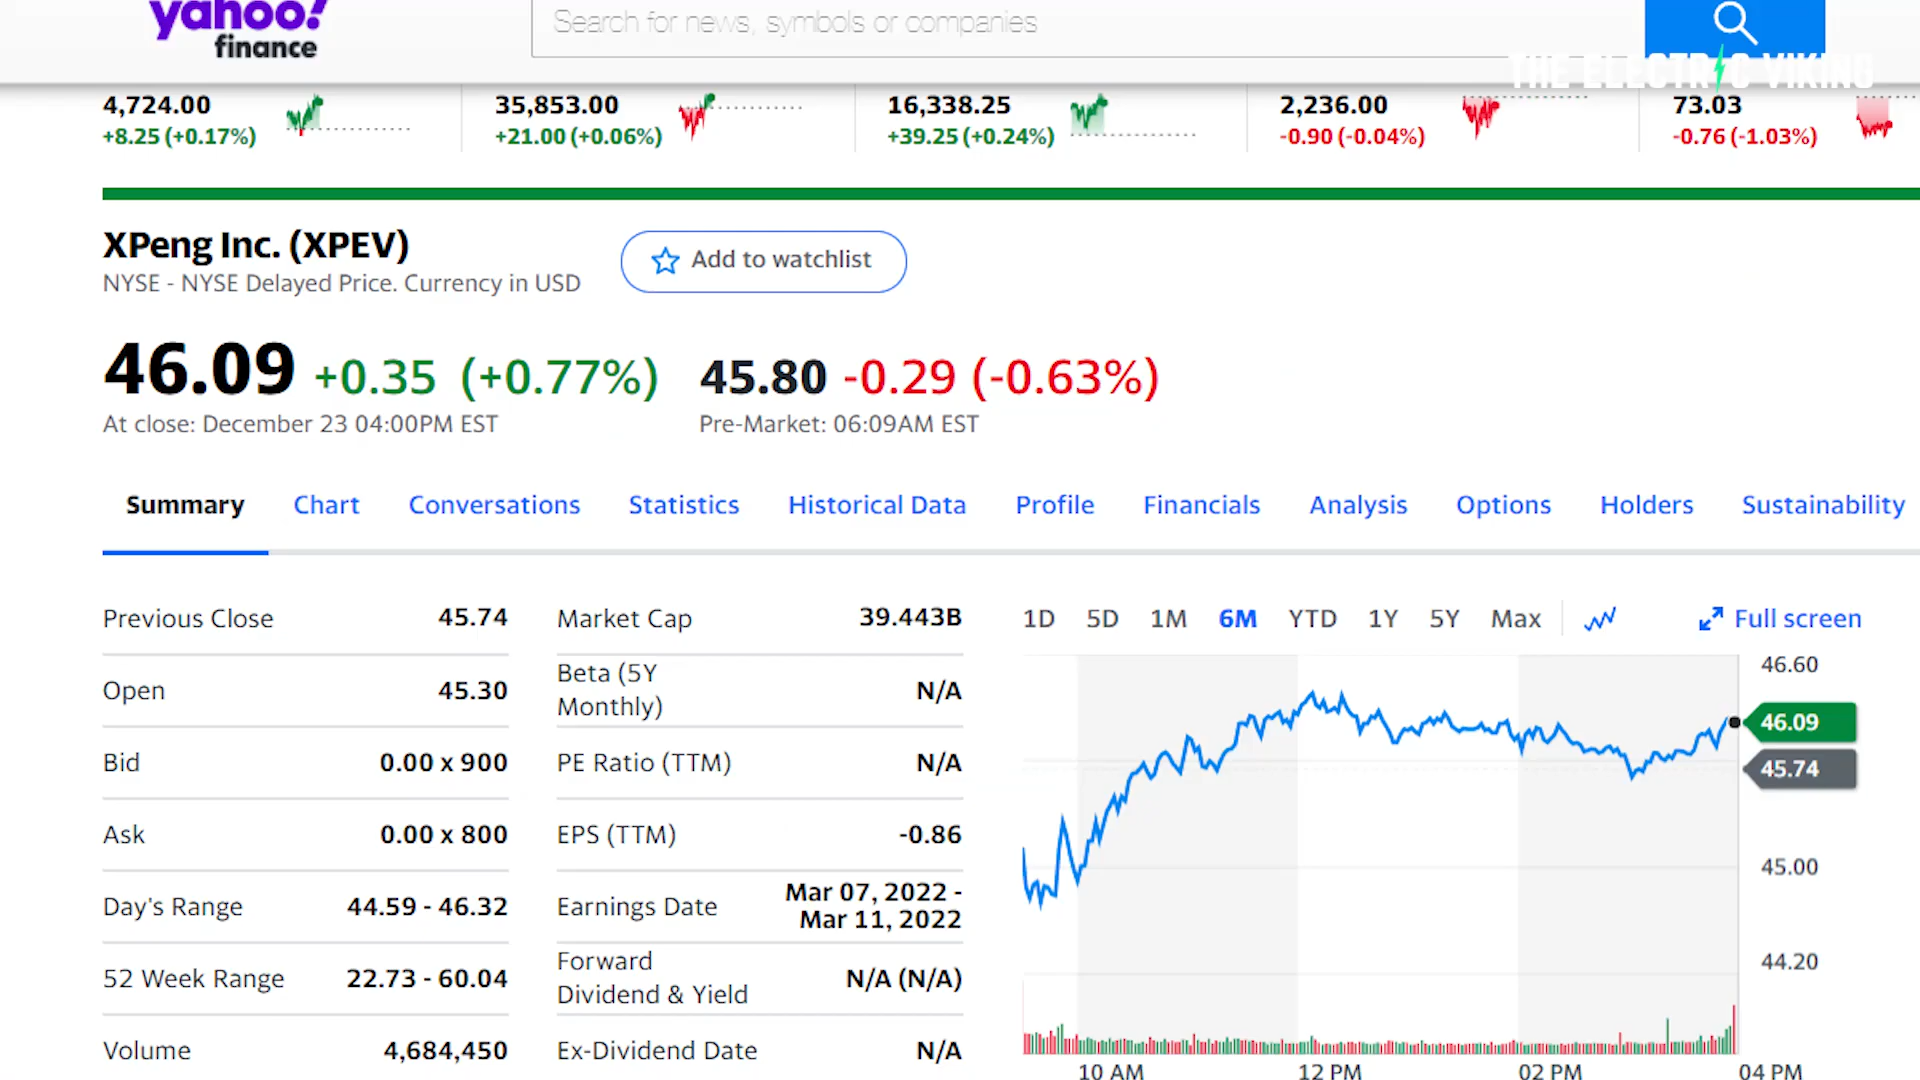 yahoo!
finance
Search for news, symbols or companies
THE ELECTRIC VIKING
4,724.00
+8.25 (+0.17%)
35,853.00
+21.00 (+0.06%)
16,338.25
+39.25 (+0.24%)
2,236.00
-0.90 (-0.04%)
73.03
-0.76 (-1.03%)
XPeng Inc. (XPEV)
NYSE - NYSE Delayed Price. Currency in USD
Add to watchlist
46.09 +0.35 (+0.77%)
At close: December 23 04:00PM EST
45.80 -0.29 (-0.63%)
Pre-Market: 06:09AM EST
Summary Chart Conversations Statistics Historical Data Profile Financials Analysis Options Holders Sustainability
Previous Close 45.74
Open 45.30
Bid 0.00 x 900
Ask 0.00 x 800
Day's Range 44.59 - 46.32
52 Week Range 22.73 - 60.04
Volume 4,684,450
Market Cap 39.443B
Beta (5Y
Monthly) N/A
PE Ratio (TTM) N/A
EPS (TTM) -0.86
Earnings Date Mar 07, 2022 -
Mar 11, 2022
Forward
Dividend & Yield N/A (N/A)
Ex-Dividend Date N/A
1D 5D 1M 6M YTD 1Y 5Y Max Full screen
46.60
46.09
45.74
45.00
44.20
10 AM 12 PM 02 PM 04 PM